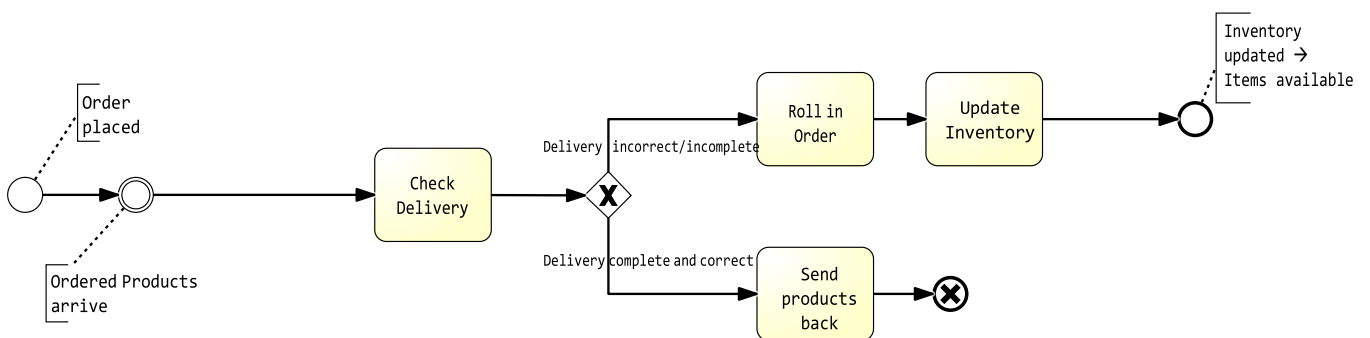 Order
placed
Ordered Products
arrive
Check
Delivery
Delivery incorrect/incomplete
Delivery complete and correct
Roll in
Order
Update
Inventory
Inventory
updated →
Items available
Send
products
back